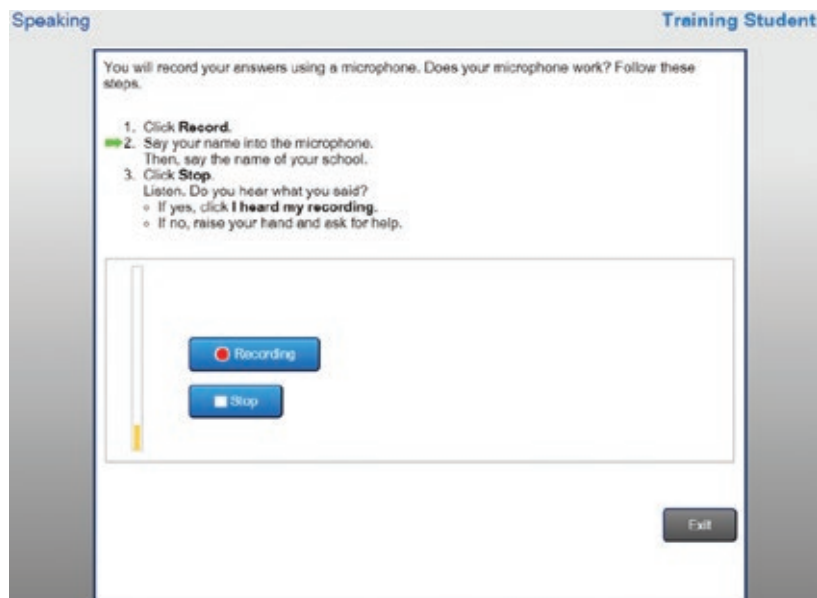 Speaking
Training Student
You will record your answers using a microphone. Does your microphone work? Follow these
steps.
1. Click Record.
2. Say your name into the microphone.
Then, say the name of your school.
3. Click Stop.
Listen. Do you hear what you said?
◦ If yes, click I heard my recording.
◦ If no, raise your hand and ask for help.
Recording
Stop
Exit